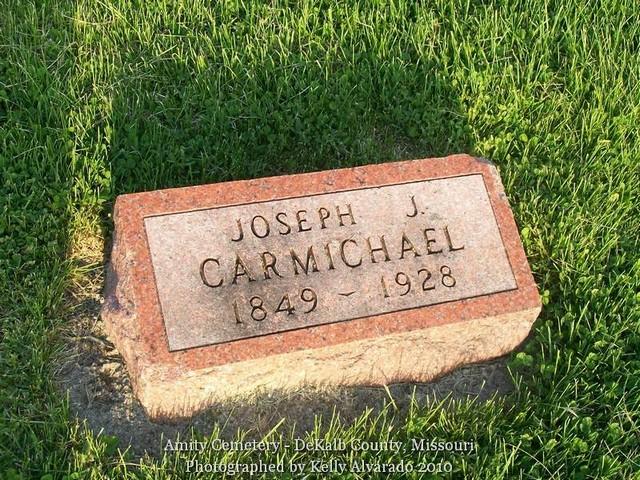 JOSEPH J.
CARMICHAEL
1849 ~ 1928
Amity Cemetery - DeKalb County, Missouri
Photographed by Kelly Alvarado 2010